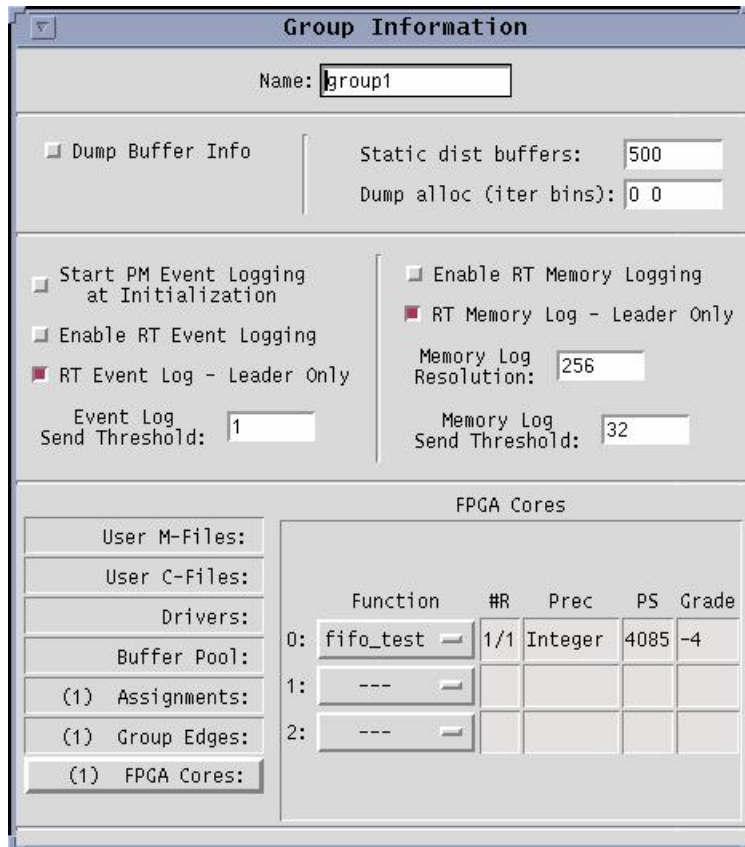 Group Information
Name: group1
Dump Buffer Info
Static dist buffers: 500
Dump alloc (iter bins): 0 0
Start PM Event Logging
at Initialization
Enable RT Event Logging
RT Event Log - Leader Only
Event Log
Send Threshold: 1
Enable RT Memory Logging
RT Memory Log - Leader Only
Memory Log
Resolution: 256
Memory Log
Send Threshold: 32
User M-Files:
User C-Files:
Drivers:
Buffer Pool:
(1) Assignments:
(1) Group Edges:
(1) FPGA Cores:
FPGA Cores
Function #R Prec PS Grade
0: fifo_test 1/1 Integer 4085 -4
1: ---
2: ---